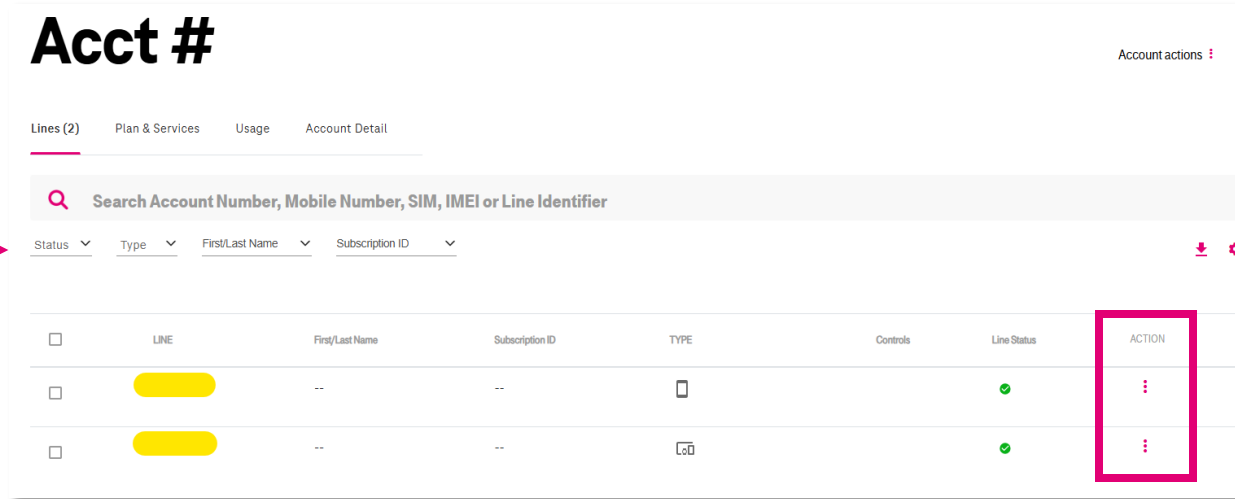 Acct #
Account actions
Lines (2) Plan & Services Usage Account Detail
Search Account Number, Mobile Number, SIM, IMEI or Line Identifier
Status Type First/Last Name Subscription ID
LINE First/Last Name Subscription ID TYPE Controls Line Status ACTION
-- --
-- --